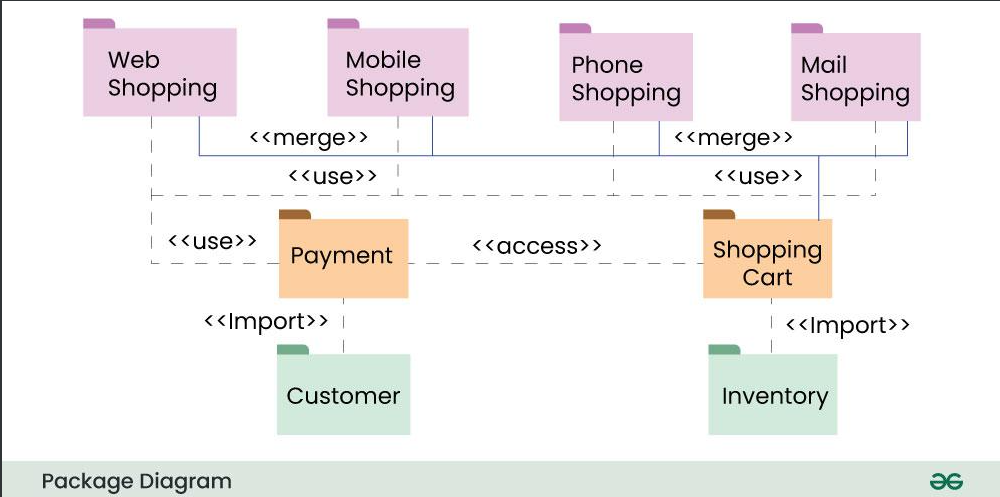 Web
Shopping
Mobile
Shopping
Phone
Shopping
Mail
Shopping
<<merge>>
<<merge>>
<<use>>
<<use>>
<<use>>
Payment
<<access>>
Shopping
Cart
<<Import>>
<<Import>>
Customer
Inventory
Package Diagram